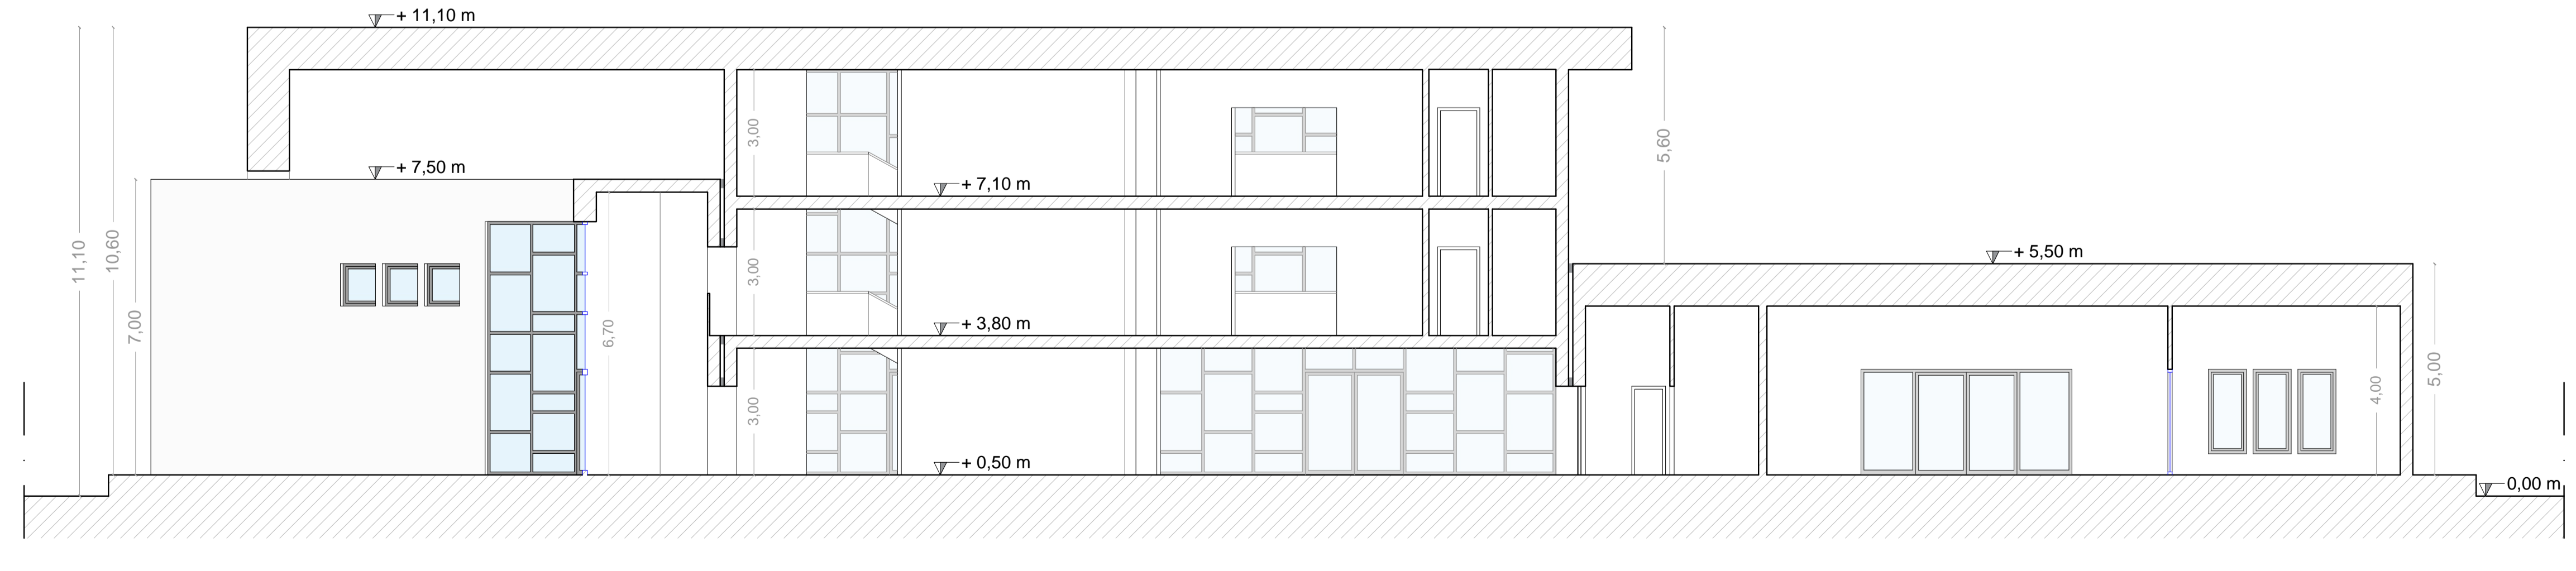 + 11,10 m
+ 7,50 m
+ 7,10 m
+ 5,50 m
+ 3,80 m
+ 0,50 m
0,00 m
11,10
10,60
7,00
6,70
3,00
3,00
3,00
5,60
4,00
5,00